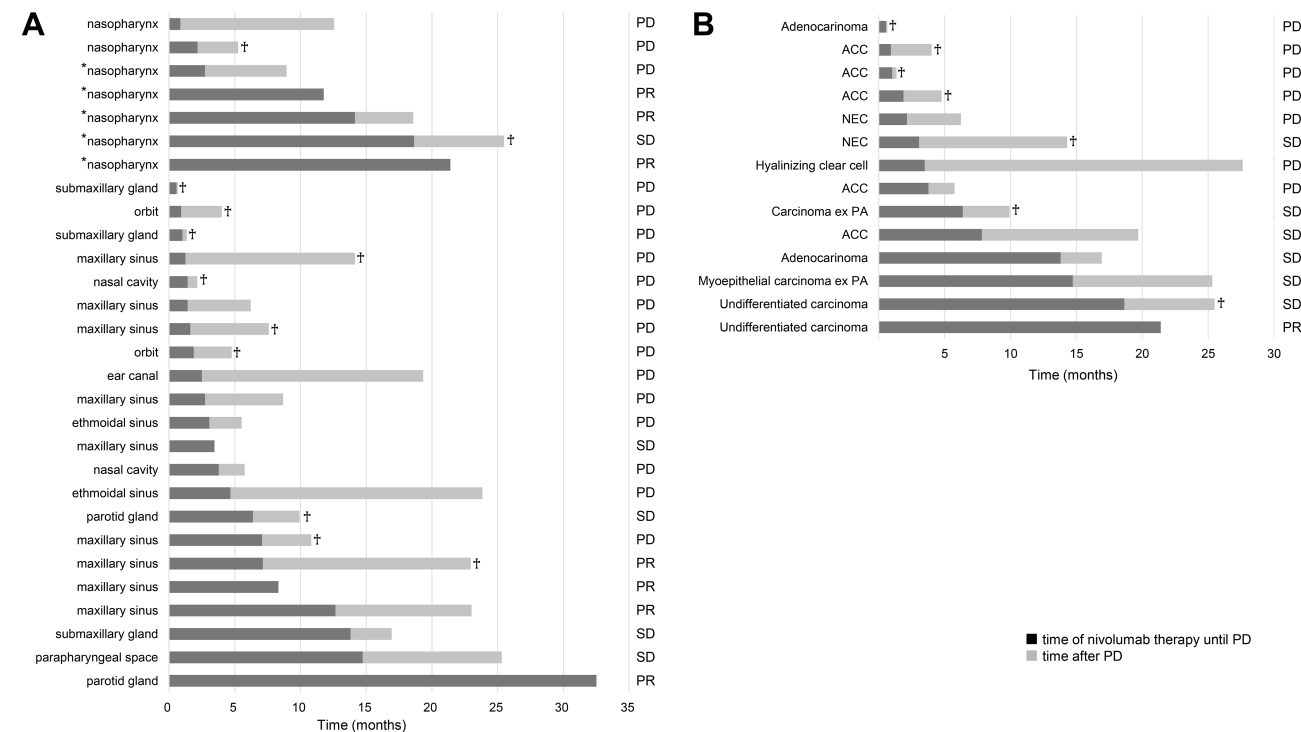 A
nasopharynx PD
nasopharynx † PD
*nasopharynx PD
*nasopharynx PR
*nasopharynx PR
*nasopharynx † SD
*nasopharynx PR
submaxillary gland † PD
orbit † PD
submaxillary gland † PD
maxillary sinus † PD
nasal cavity † PD
maxillary sinus PD
maxillary sinus † PD
orbit † PD
ear canal PD
maxillary sinus PD
ethmoidal sinus PD
maxillary sinus SD
nasal cavity PD
ethmoidal sinus PD
parotid gland † SD
maxillary sinus † PD
maxillary sinus † PR
maxillary sinus PR
maxillary sinus PR
submaxillary gland SD
parapharyngeal space SD
parotid gland PR
0 5 10 15 20 25 30 35
Time (months)
B
Adenocarinoma † PD
ACC † PD
ACC † PD
ACC † PD
NEC PD
NEC † SD
Hyalinizing clear cell PD
ACC PD
Carcinoma ex PA † SD
ACC SD
Adenocarinoma SD
Myoepithelial carcinoma ex PA SD
Undifferentiated carcinoma † SD
Undifferentiated carcinoma PR
5 10 15 20 25 30
Time (months)
time of nivolumab therapy until PD
time after PD